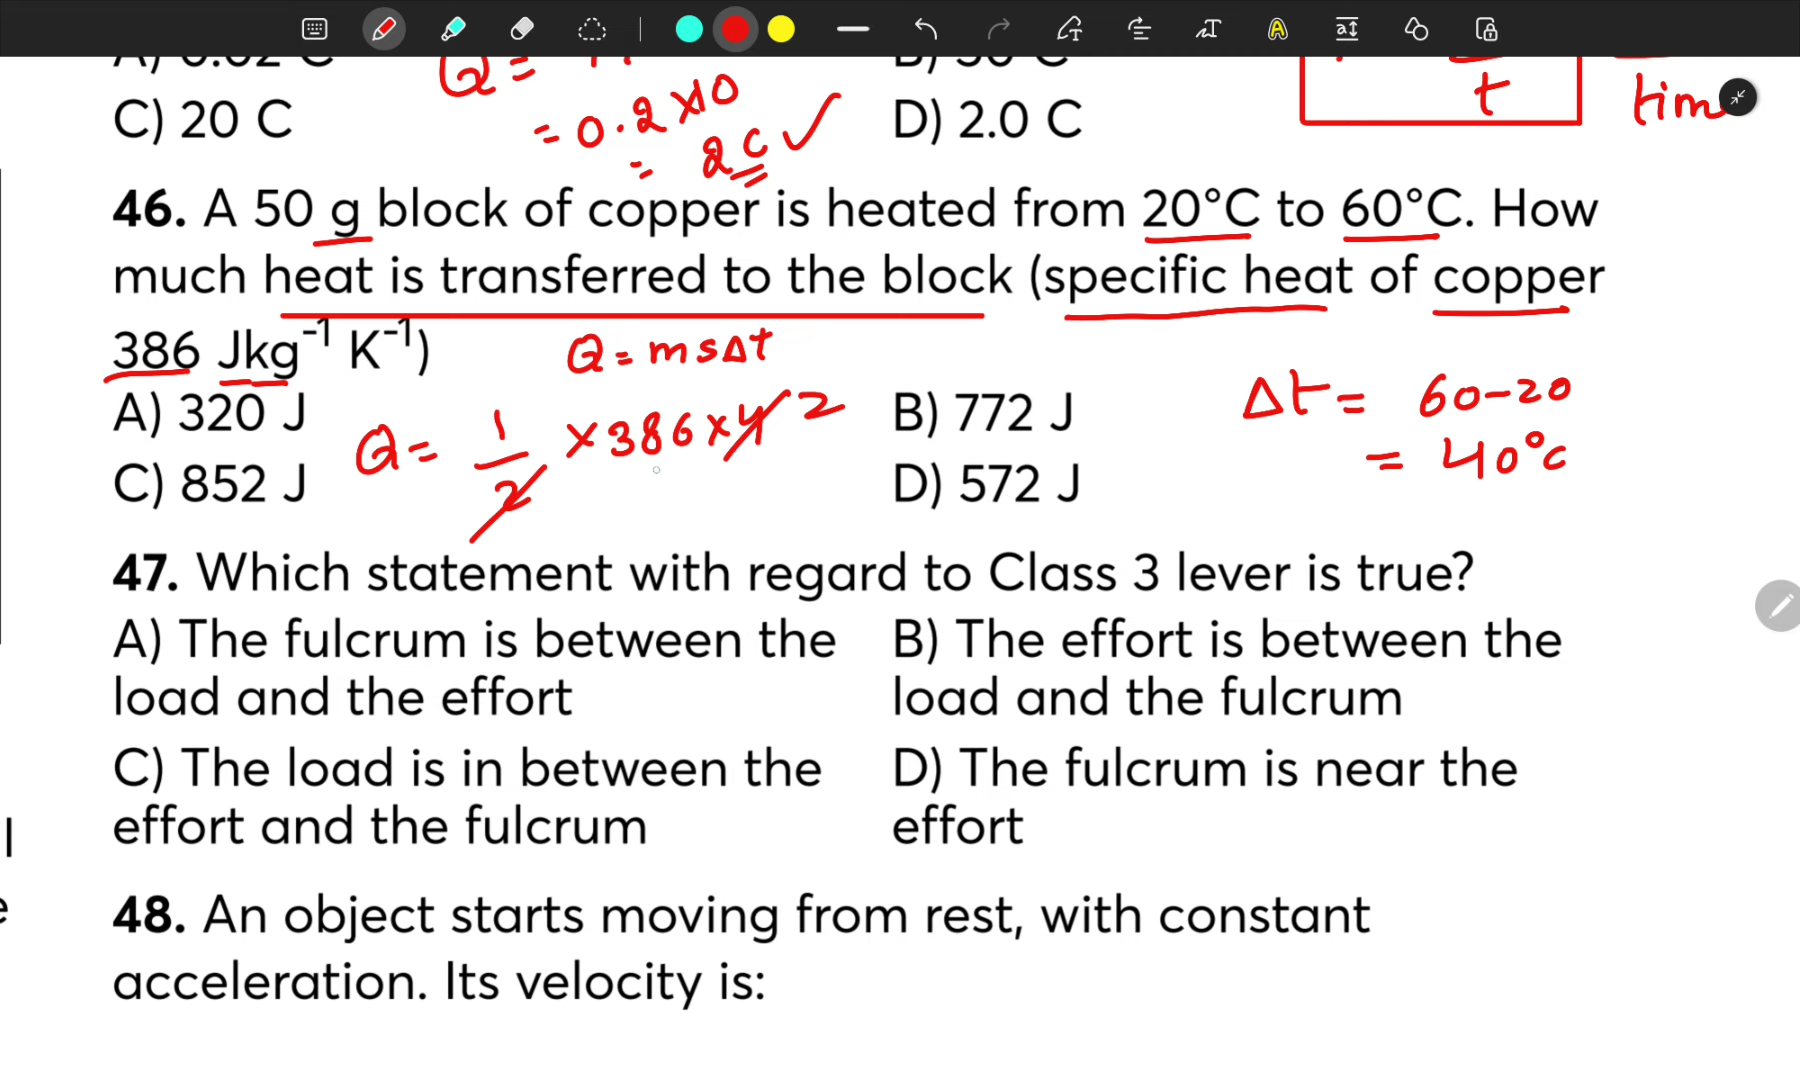 C) 20 C
Q =
= 0.2 × 10
= 2 C ✓
D) 2.0 C
t
tim
46. A 50 g block of copper is heated from 20°C to 60°C. How
much heat is transferred to the block (specific heat of copper
386 Jkg⁻¹ K⁻¹)
Q = m s Δt
A) 320 J
B) 772 J
C) 852 J
D) 572 J
Q = 1/2 × 386 × 4 2
Δt = 60-20
= 40°C
47. Which statement with regard to Class 3 lever is true?
A) The fulcrum is between the
load and the effort
B) The effort is between the
load and the fulcrum
C) The load is in between the
effort and the fulcrum
D) The fulcrum is near the
effort
48. An object starts moving from rest, with constant
acceleration. Its velocity is: